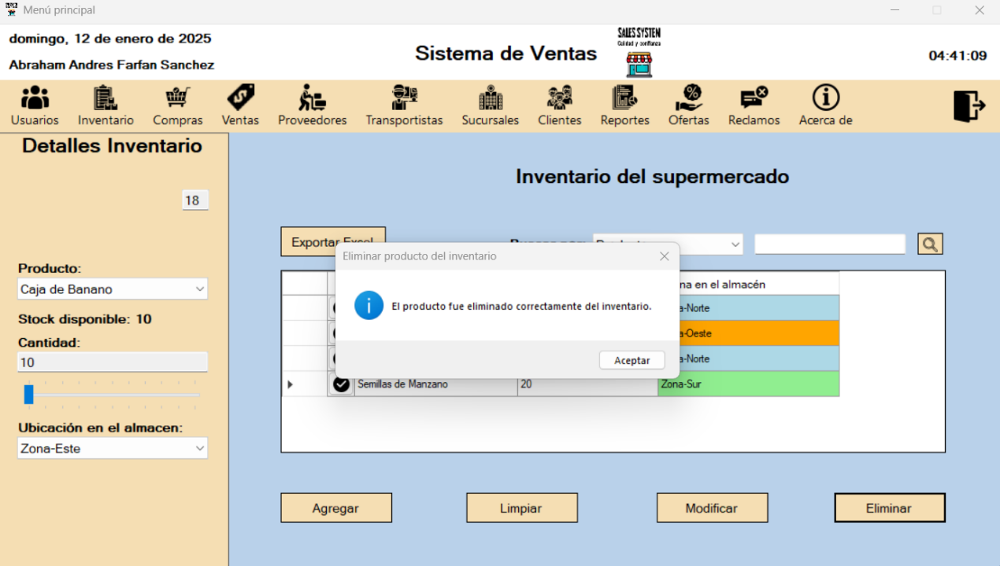 Menú principal
domingo, 12 de enero de 2025
Abraham Andres Farfan Sanchez
Sistema de Ventas
SALES SYSTEM
Calidad y confianza
04:41:09
Usuarios Inventario Compras Ventas Proveedores Transportistas Sucursales Clientes Reportes Ofertas Reclamos Acerca de
Detalles Inventario
18
Producto:
Caja de Banano
Stock disponible: 10
Cantidad:
10
Ubicación en el almacen:
Zona-Este
Inventario del supermercado
Exportar
Eliminar producto del inventario
El producto fue eliminado correctamente del inventario.
Aceptar
en el almacén
-Norte
-Oeste
-Norte
Semillas de Manzano 20 Zona-Sur
Agregar Limpiar Modificar Eliminar